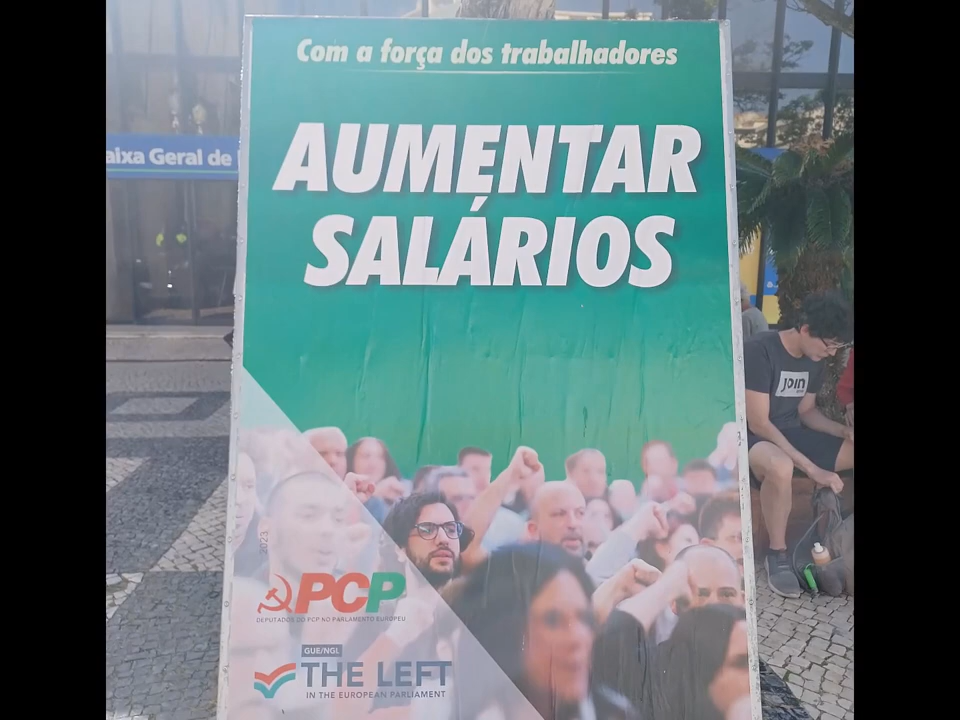 Com a força dos trabalhadores
aixa Geral de
AUMENTAR
SALÁRIOS
JOIN
2023
PCP
DEPUTADOS DO PCP NO PARLAMENTO EUROPEU
GUE/NGL
THE LEFT
IN THE EUROPEAN PARLIAMENT